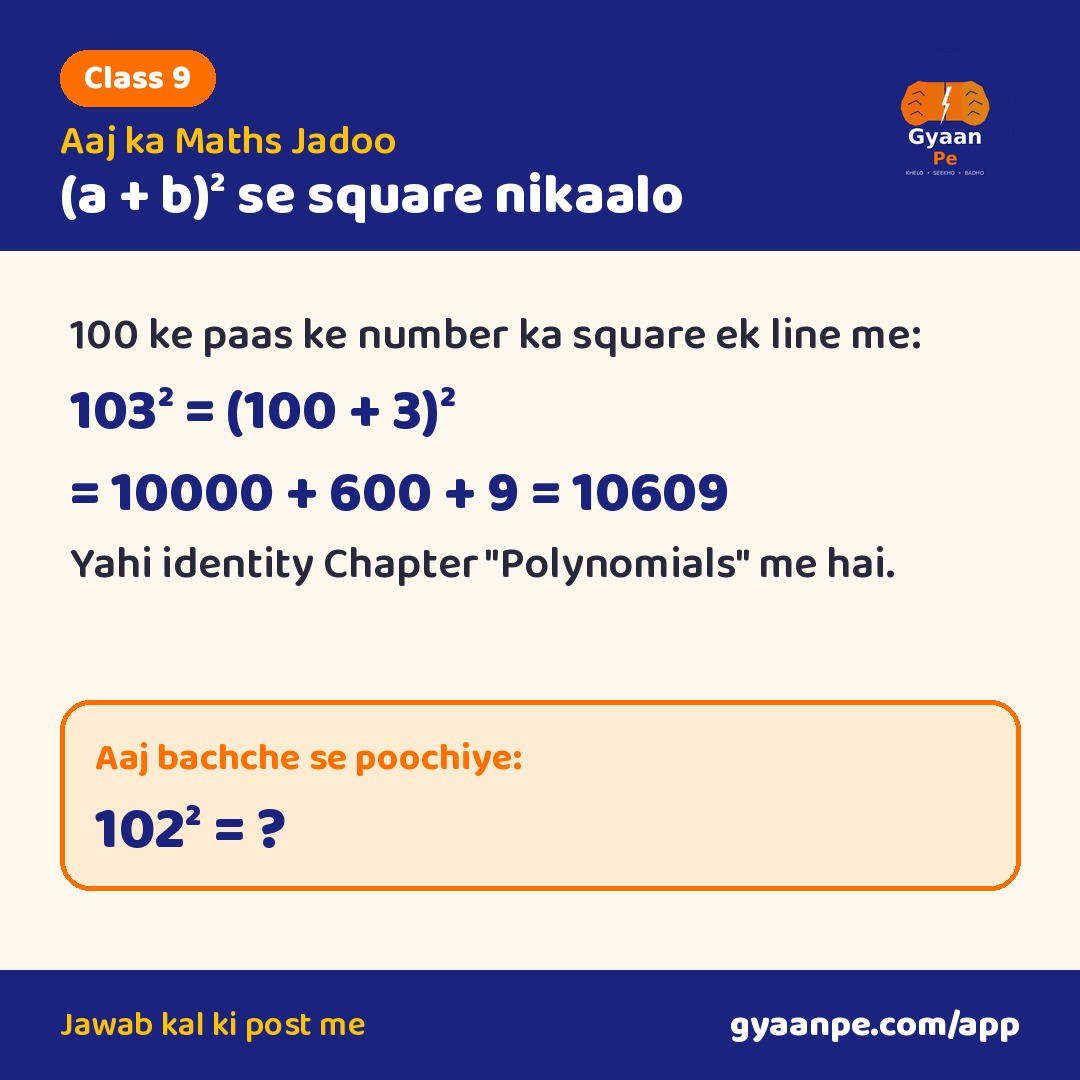 Class 9
Aaj ka Maths Jadoo
(a + b)² se square nikaalo
Gyaan
Pe
KHELO • SEEKHO • BADHO
100 ke paas ke number ka square ek line me:
103² = (100 + 3)²
= 10000 + 600 + 9 = 10609
Yahi identity Chapter "Polynomials" me hai.
Aaj bachche se poochiye:
102² = ?
Jawab kal ki post me
gyaanpe.com/app